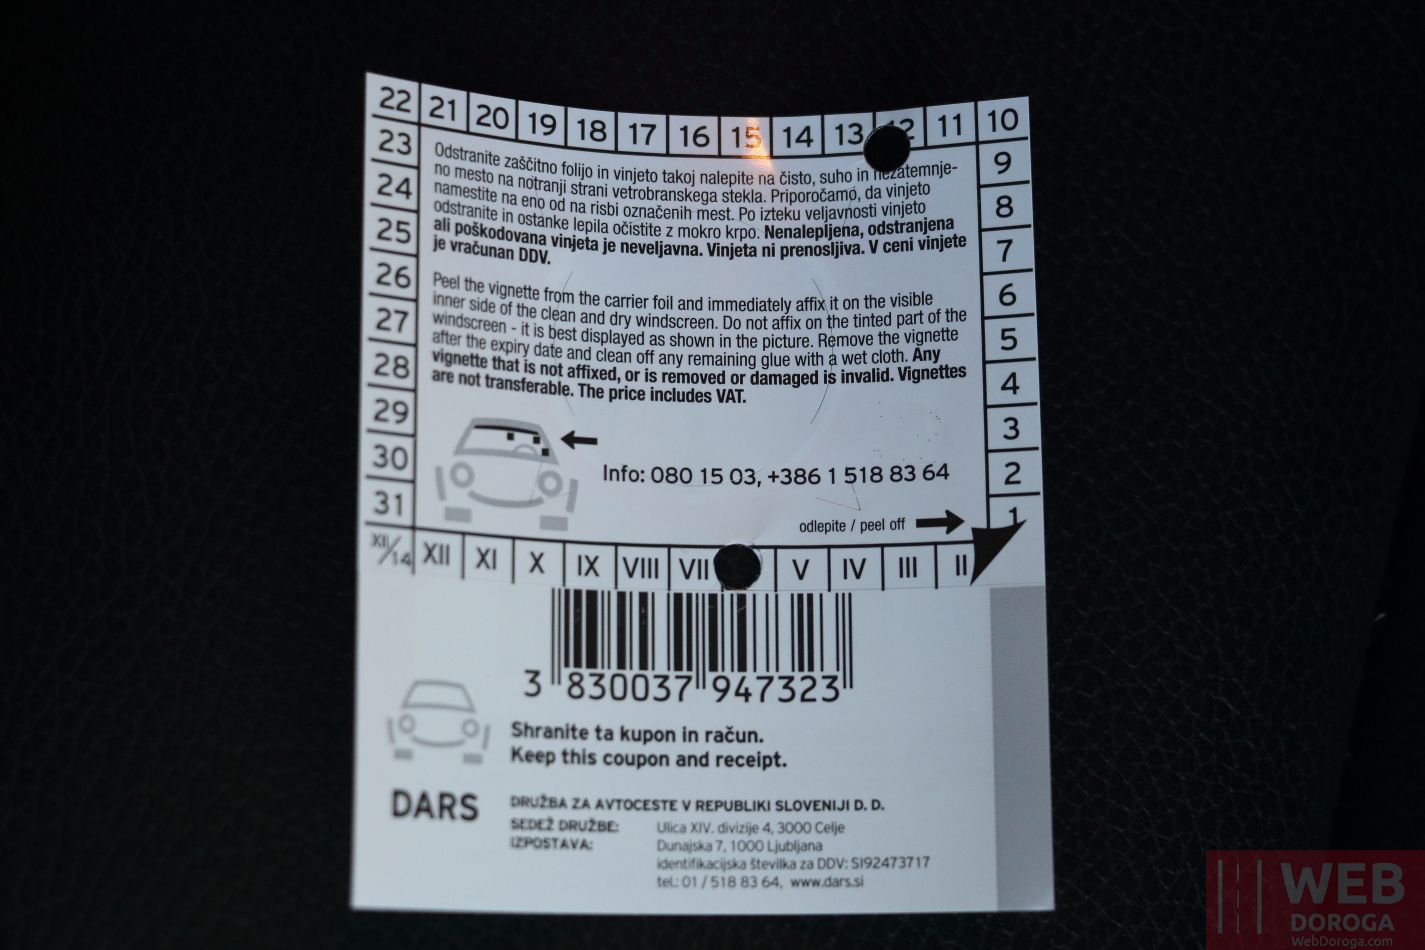 22 21 20 19 18 17 16 15 14 13 12 11 10
23
24
25
26
27
28
29
30
31
9
8
7
6
5
4
3
2
1
Odstranite zaščitno folijo in vinjeto takoj nalepite na čisto, suho in nezatemnje-
no mesto na notranji strani vetrobranskega stekla. Priporočamo, da vinjeto
namestite na eno od na risbi označenih mest. Po izteku veljavnosti vinjeto
odstranite in ostanke lepila očistite z mokro krpo. Nenalepljena, odstranjena
ali poškodovana vinjeta je neveljavna. Vinjeta ni prenosljiva. V ceni vinjete
je vračunan DDV.
Peel the vignette from the carrier foil and immediately affix it on the visible
inner side of the clean and dry windscreen. Do not affix on the tinted part of the
windscreen - it is best displayed as shown in the picture. Remove the vignette
after the expiry date and clean off any remaining glue with a wet cloth. Any
vignette that is not affixed, or is removed or damaged is invalid. Vignettes
are not transferable. The price includes VAT.
Info: 080 15 03, +386 1 518 83 64
odlepite / peel off
XII/14 XII XI X IX VIII VII V IV III II
3 830037 947323
Shranite ta kupon in račun.
Keep this coupon and receipt.
DARS
DRUŽBA ZA AVTOCESTE V REPUBLIKI SLOVENIJI D. D.
SEDEŽ DRUŽBE: Ulica XIV. divizije 4, 3000 Celje
IZPOSTAVA: Dunajska 7, 1000 Ljubljana
identifikacijska številka za DDV: SI92473717
tel.: 01 / 518 83 64, www.dars.si
WEB
DOROGA
WebDoroga.com